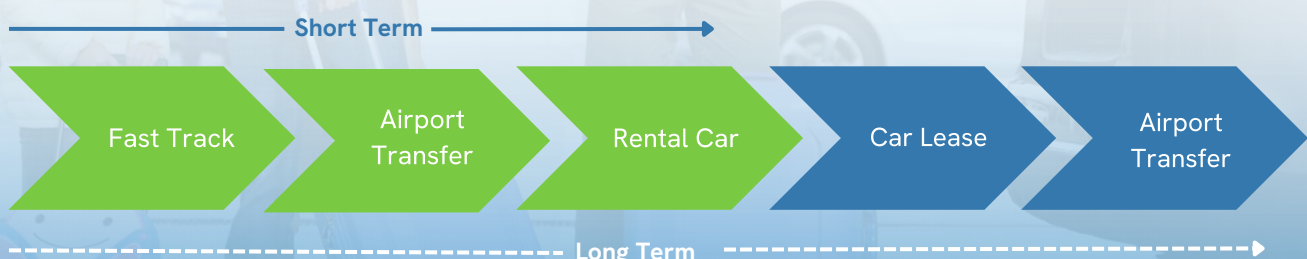 Short Term
Fast Track
Airport
Transfer
Rental Car
Car Lease
Airport
Transfer
Long Term